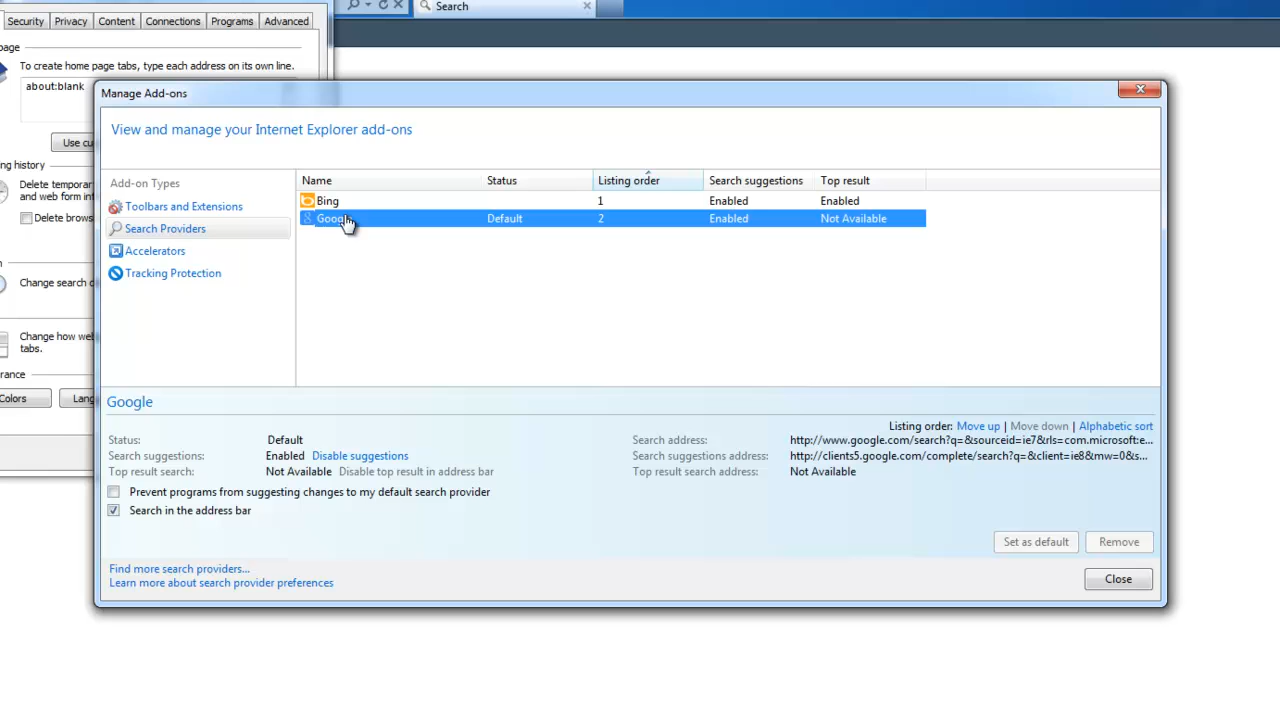 Search
Security Privacy Content Connections Programs Advanced
page
To create home page tabs, type each address on its own line.
about:blank
Use cu
ng history
Delete temporar
and web form int
Delete brows
Change search d
Change how web
tabs.
rance
Colors
Lang
Manage Add-ons
View and manage your Internet Explorer add-ons
Add-on Types
Toolbars and Extensions
Search Providers
Accelerators
Tracking Protection
Name Status Listing order Search suggestions Top result
Bing 1 Enabled Enabled
Google Default 2 Enabled Not Available
Google
Listing order: Move up | Move down | Alphabetic sort
Status: Default
Search suggestions: Enabled Disable suggestions
Top result search: Not Available Disable top result in address bar
Search address: http://www.google.com/search?q=&sourceid=ie7&rls=com.microsoft:e...
Search suggestions address: http://clients5.google.com/complete/search?q=&client=ie8&mw=0&s...
Top result search address: Not Available
Prevent programs from suggesting changes to my default search provider
Search in the address bar
Set as default Remove
Find more search providers...
Learn more about search provider preferences
Close